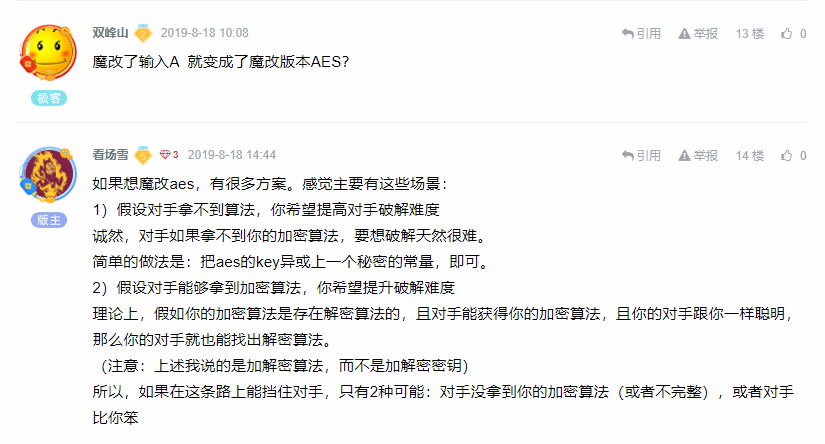 双峰山 2 2019-8-18 10:08 引用 举报 13 楼 0
魔改了输入A 就变成了魔改版本AES?
极客
看场雪 5 3 2019-8-18 14:44 引用 举报 14 楼 0
如果想魔改aes，有很多方案。感觉主要有这些场景：
1）假设对手拿不到算法，你希望提高对手破解难度
版主
诚然，对手如果拿不到你的加密算法，要想破解天然很难。
简单的做法是：把aes的key异或上一个秘密的常量，即可。
2）假设对手能够拿到加密算法，你希望提升破解难度
理论上，假如你的加密算法是存在解密算法的，且对手能获得你的加密算法，且你的对手跟你一样聪明，
那么你的对手就也能找出解密算法。
（注意：上述我说的是加解密算法，而不是加解密密钥）
所以，如果在这条路上能挡住对手，只有2种可能：对手没拿到你的加密算法（或者不完整），或者对手
比你笨